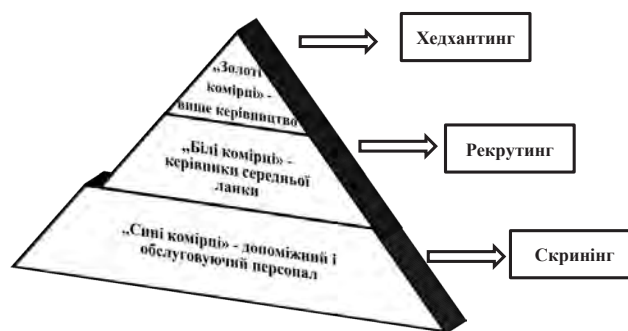 „Золоті
комірці» -
вище керівництво
Хедхантинг
„Білі комірці» -
керівники середньої
ланки
Рекрутинг
„Сині комірці» - допоміжний і
обслуговуючий персонал
Скринінг